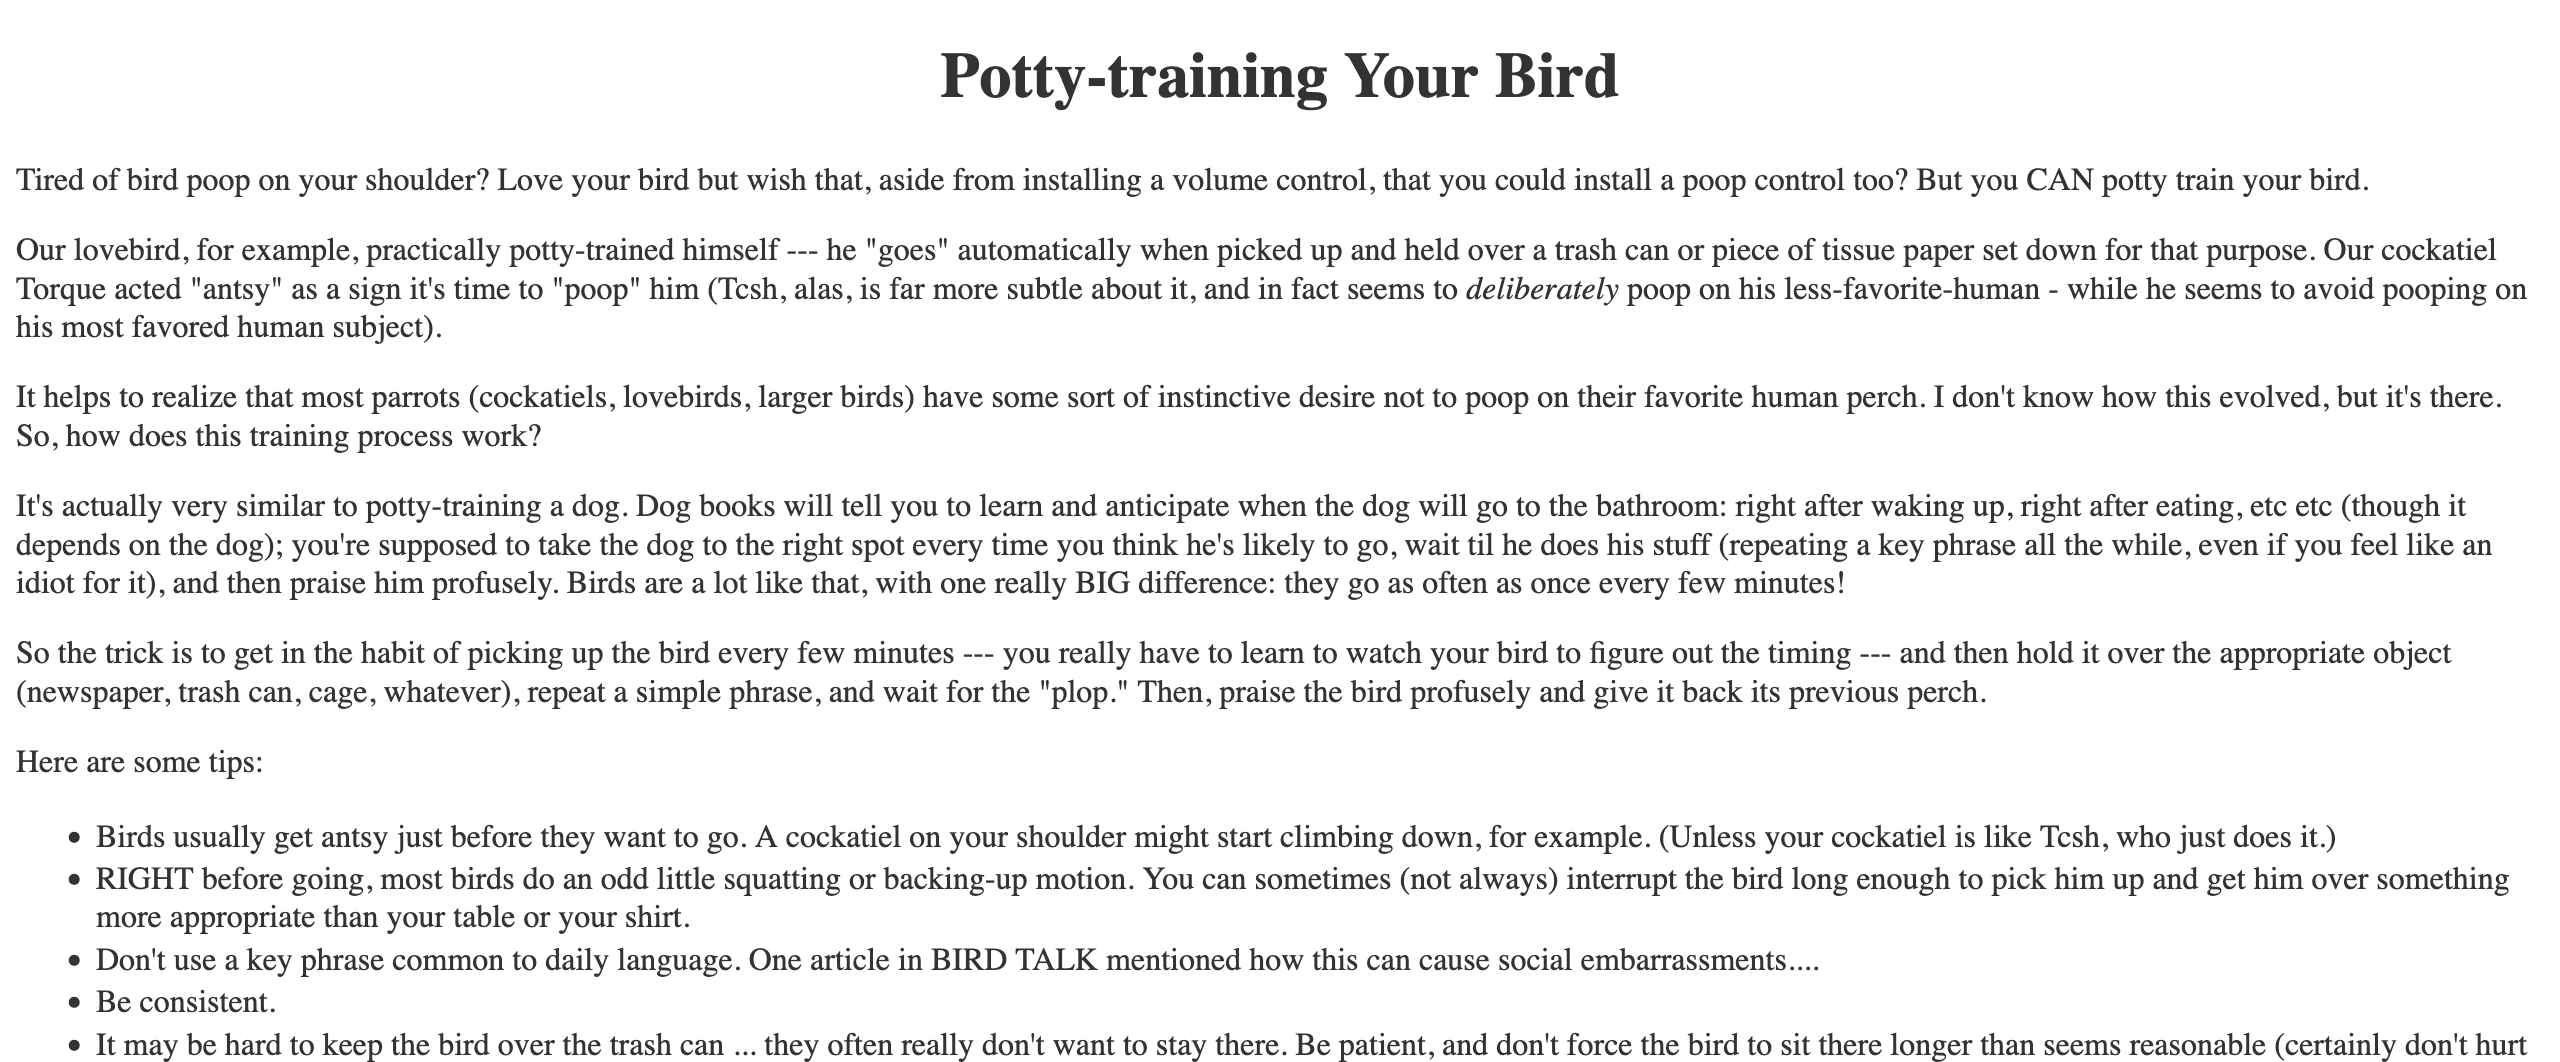 Potty-training Your Bird
Tired of bird poop on your shoulder? Love your bird but wish that, aside from installing a volume control, that you could install a poop control too? But you CAN potty train your bird.
Our lovebird, for example, practically potty-trained himself --- he "goes" automatically when picked up and held over a trash can or piece of tissue paper set down for that purpose. Our cockatiel
Torque acted "antsy" as a sign it's time to "poop" him (Tcsh, alas, is far more subtle about it, and in fact seems to deliberately poop on his less-favorite-human - while he seems to avoid pooping on
his most favored human subject).
It helps to realize that most parrots (cockatiels, lovebirds, larger birds) have some sort of instinctive desire not to poop on their favorite human perch. I don't know how this evolved, but it's there.
So, how does this training process work?
It's actually very similar to potty-training a dog. Dog books will tell you to learn and anticipate when the dog will go to the bathroom: right after waking up, right after eating, etc etc (though it
depends on the dog); you're supposed to take the dog to the right spot every time you think he's likely to go, wait til he does his stuff (repeating a key phrase all the while, even if you feel like an
idiot for it), and then praise him profusely. Birds are a lot like that, with one really BIG difference: they go as often as once every few minutes!
So the trick is to get in the habit of picking up the bird every few minutes --- you really have to learn to watch your bird to figure out the timing --- and then hold it over the appropriate object
(newspaper, trash can, cage, whatever), repeat a simple phrase, and wait for the "plop." Then, praise the bird profusely and give it back its previous perch.
Here are some tips:
• Birds usually get antsy just before they want to go. A cockatiel on your shoulder might start climbing down, for example. (Unless your cockatiel is like Tcsh, who just does it.)
• RIGHT before going, most birds do an odd little squatting or backing-up motion. You can sometimes (not always) interrupt the bird long enough to pick him up and get him over something
more appropriate than your table or your shirt.
• Don't use a key phrase common to daily language. One article in BIRD TALK mentioned how this can cause social embarrassments....
• Be consistent.
• It may be hard to keep the bird over the trash can ... they often really don't want to stay there. Be patient, and don't force the bird to sit there longer than seems reasonable (certainly don't hurt